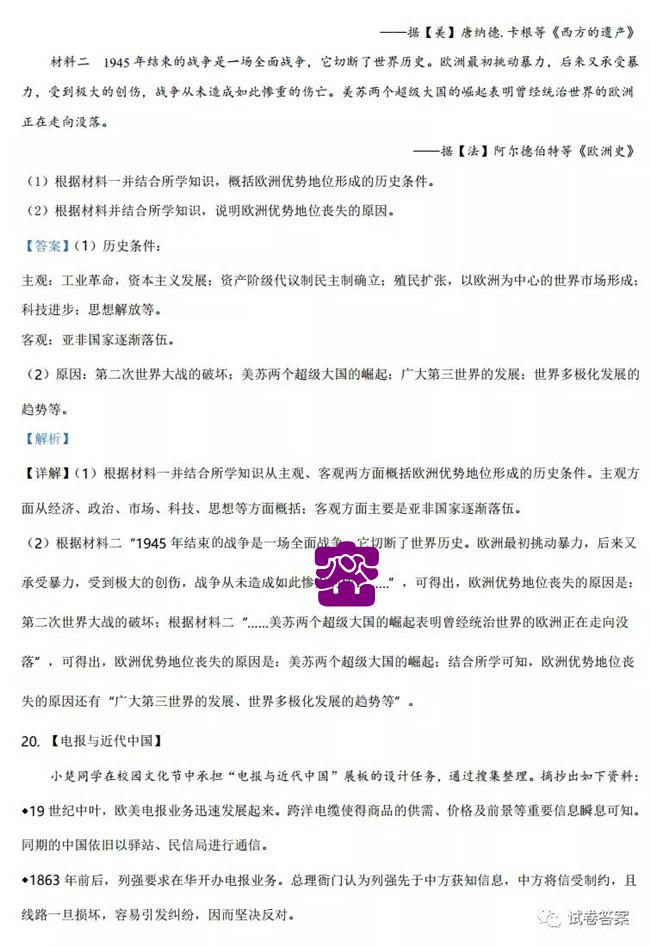 ——据【美】唐纳德.卡根等《西方的遗产》
材料二 1945年结束的战争是一场全面战争，它切断了世界历史。欧洲最初挑动暴力，后来又承受暴
力，受到极大的创伤，战争从未造成如此惨重的伤亡。美苏两个超级大国的崛起表明曾经统治世界的欧洲
正在走向没落。
——据【法】阿尔德伯特等《欧洲史》
（1）根据材料一并结合所学知识，概括欧洲优势地位形成的历史条件。
（2）根据材料并结合所学知识，说明欧洲优势地位丧失的原因。
【答案】（1）历史条件：
主观：工业革命，资本主义发展；资产阶级代议制民主制确立；殖民扩张，以欧洲为中心的世界市场形成；
科技进步；思想解放等。
客观：亚非国家逐渐落伍。
（2）原因：第二次世界大战的破坏；美苏两个超级大国的崛起；广大第三世界的发展；世界多极化发展的
趋势等。
【解析】
【详解】（1）根据材料一并结合所学知识从主观、客观两方面概括欧洲优势地位形成的历史条件。主观方
面从经济、政治、市场、科技、思想等方面概括；客观方面主要是亚非国家逐渐落伍。
（2）根据材料二“1945年结束的战争是一场全面战争，它切断了世界历史。欧洲最初挑动暴力，后来又
承受暴力，受到极大的创伤，战争从未造成如此惨……”，可得出，欧洲优势地位丧失的原因是：
第二次世界大战的破坏；根据材料二“……美苏两个超级大国的崛起表明曾经统治世界的欧洲正在走向没
落”，可得出，欧洲优势地位丧失的原因是：美苏两个超级大国的崛起；结合所学可知，欧洲优势地位丧
失的原因还有“广大第三世界的发展、世界多极化发展的趋势等”。
20.【电报与近代中国】
小楚同学在校园文化节中承担“电报与近代中国”展板的设计任务，通过搜集整理。摘抄出如下资料：
◆19世纪中叶，欧美电报业务迅速发展起来。跨洋电缆使得商品的供需、价格及前景等重要信息瞬息可知。
同期的中国依旧以驿站、民信局进行通信。
◆1863年前后，列强要求在华开办电报业务。总理衙门认为列强先于中方获知信息，中方将信受制约，且
线路一旦损坏，容易引发纠纷，因而坚决反对。
试卷答案